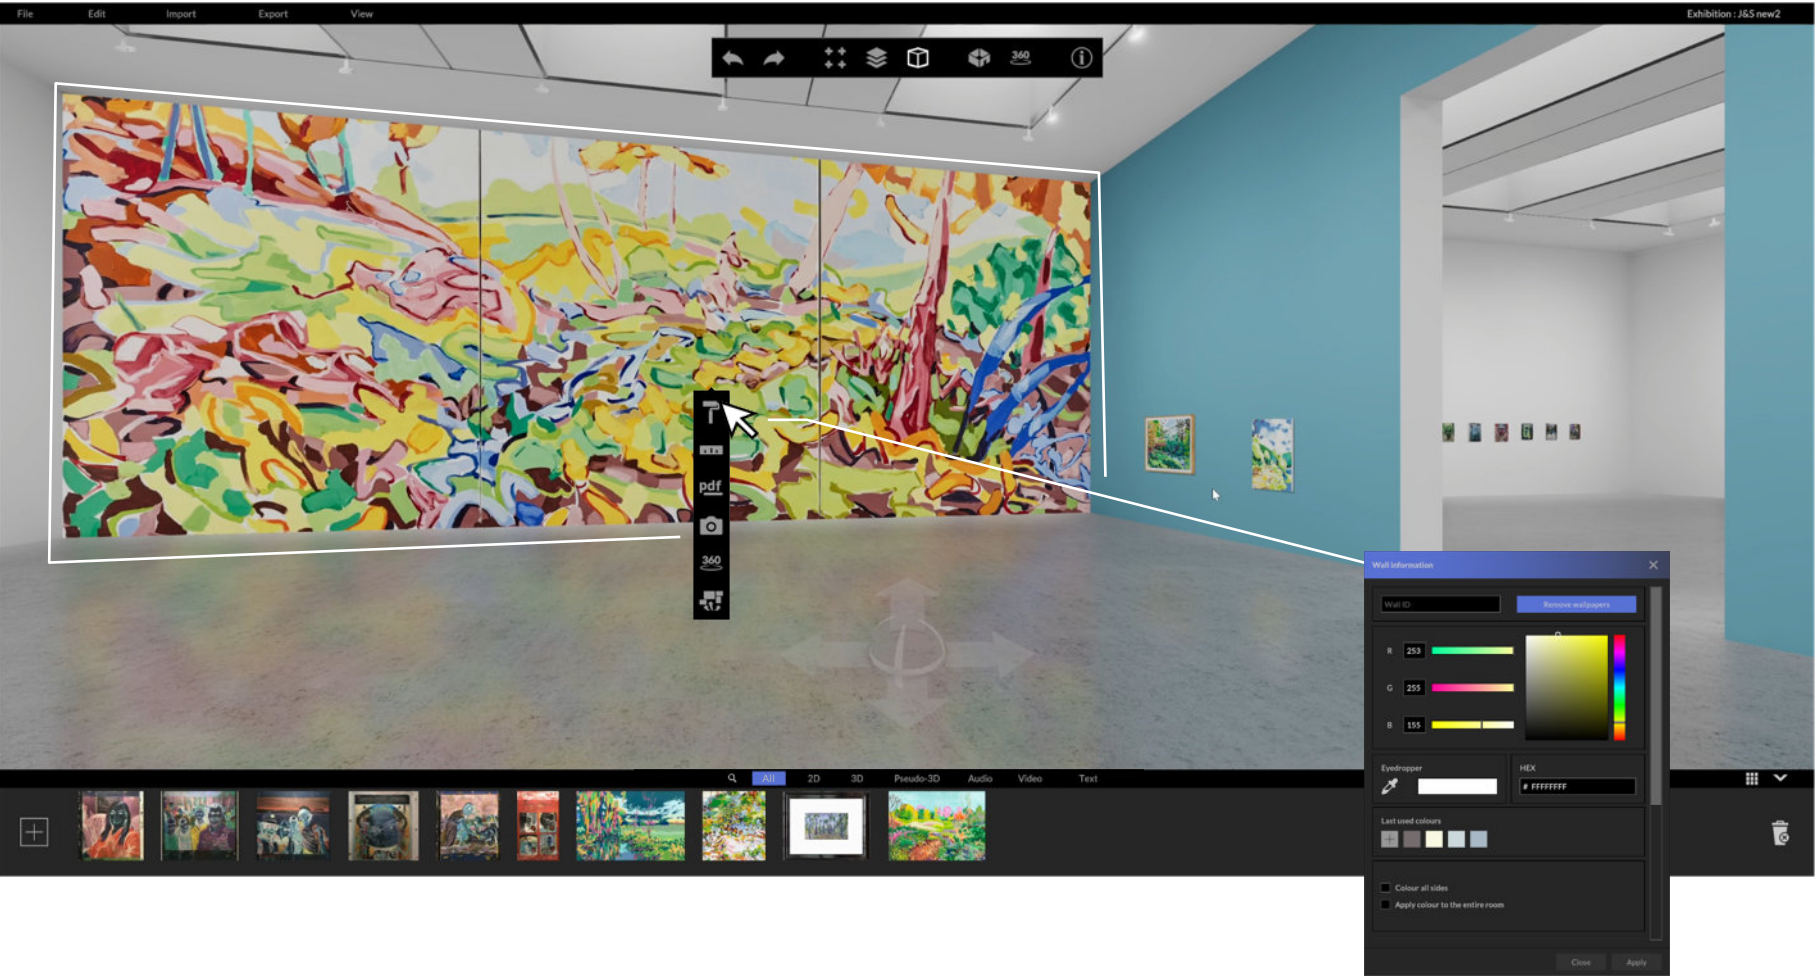 File Edit Import Export View Exhibition : J&S new2
360
pdf
360
Wall information
Wall ID Remove wallpapers
R 253
G 255
B 155
Eyedropper HEX
# FFFFFFFF
Last used colours
Colour all sides
Apply colour to the entire room
Close Apply
All 2D 3D Pseudo-3D Audio Video Text